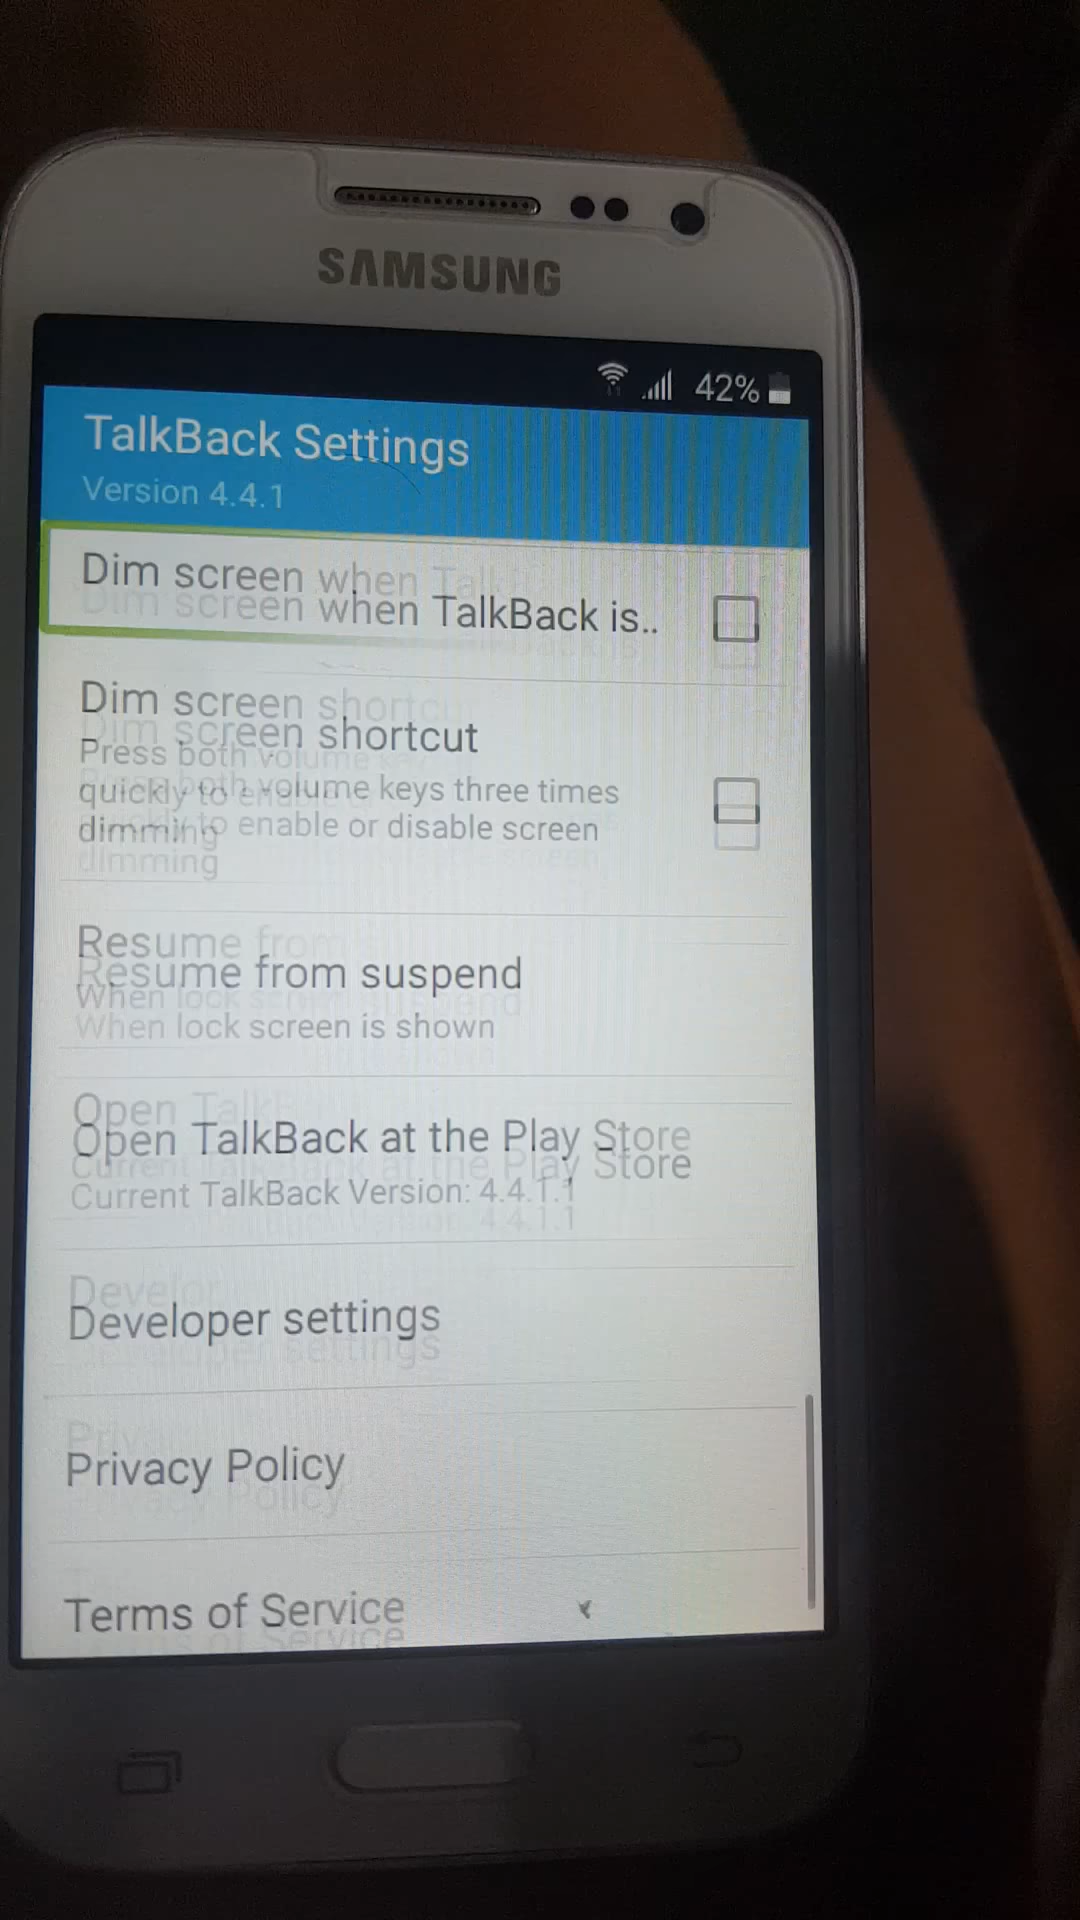 SAMSUNG
42%
TalkBack Settings
Version 4.4.1
Dim screen when TalkBack is..
Dim screen shortcut
Press both volume keys three times
quickly to enable or disable screen
dimming
Resume from suspend
When lock screen is shown
Open TalkBack at the Play Store
Current TalkBack Version: 4.4.1.1
Developer settings
Privacy Policy
Terms of Service